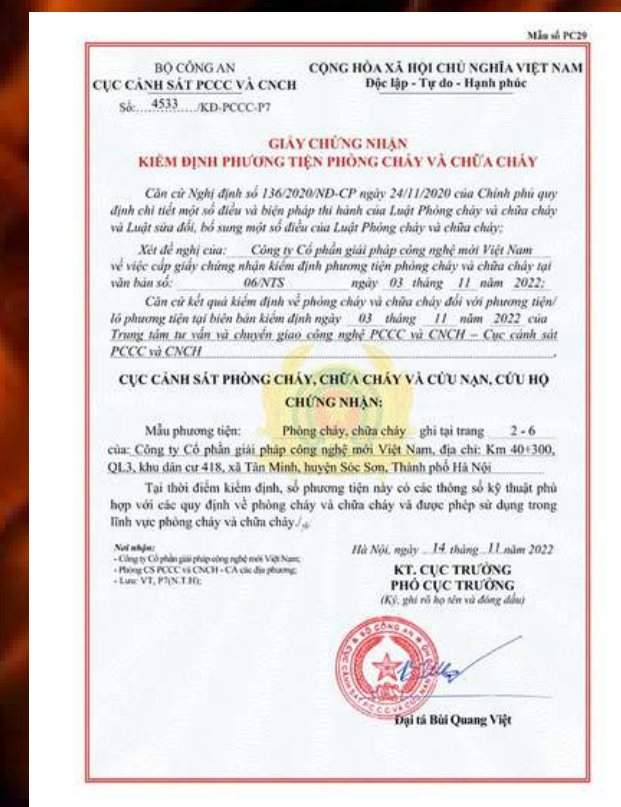 Mẫu số PC29
BỘ CÔNG AN
CỤC CẢNH SÁT PCCC VÀ CNCH
Số: 4533 /KD-PCCC-P7
CỘNG HÒA XÃ HỘI CHỦ NGHĨA VIỆT NAM
Độc lập - Tự do - Hạnh phúc
GIẤY CHỨNG NHẬN
KIỂM ĐỊNH PHƯƠNG TIỆN PHÒNG CHÁY VÀ CHỮA CHÁY
Căn cứ Nghị định số 136/2020/NĐ-CP ngày 24/11/2020 của Chính phủ quy
định chi tiết một số điều và biện pháp thi hành của Luật Phòng cháy và chữa cháy
và Luật sửa đổi, bổ sung một số điều của Luật Phòng cháy và chữa cháy;
Xét đề nghị của: Công ty Cổ phần giải pháp công nghệ mới Việt Nam
về việc cấp giấy chứng nhận kiểm định phương tiện phòng cháy và chữa cháy tại
văn bản số: 06/NTS ngày 03 tháng 11 năm 2022;
Căn cứ kết quả kiểm định về phòng cháy và chữa cháy đối với phương tiện/
lô phương tiện tại biên bản kiểm định ngày 03 tháng 11 năm 2022 của
Trung tâm tư vấn và chuyển giao công nghệ PCCC và CNCH – Cục cảnh sát
PCCC và CNCH
CỤC CẢNH SÁT PHÒNG CHÁY, CHỮA CHÁY VÀ CỨU NẠN, CỨU HỘ
CHỨNG NHẬN:
Mẫu phương tiện: Phòng cháy, chữa cháy ghi tại trang 2 - 6
của: Công ty Cổ phần giải pháp công nghệ mới Việt Nam, địa chỉ: Km 40+300,
QL3, khu dân cư 418, xã Tân Minh, huyện Sóc Sơn, Thành phố Hà Nội
Tại thời điểm kiểm định, số phương tiện này có các thông số kỹ thuật phù
hợp với các quy định về phòng cháy và chữa cháy và được phép sử dụng trong
lĩnh vực phòng cháy và chữa cháy./.
Nơi nhận:
- Công ty Cổ phần giải pháp công nghệ mới Việt Nam;
- Phòng CS PCCC và CNCH - CA các địa phương;
- Lưu: VT, P7(N.T.H);
Hà Nội, ngày 14 tháng 11 năm 2022
KT. CỤC TRƯỞNG
PHÓ CỤC TRƯỞNG
(Ký, ghi rõ họ tên và đóng dấu)
Đại tá Bùi Quang Việt